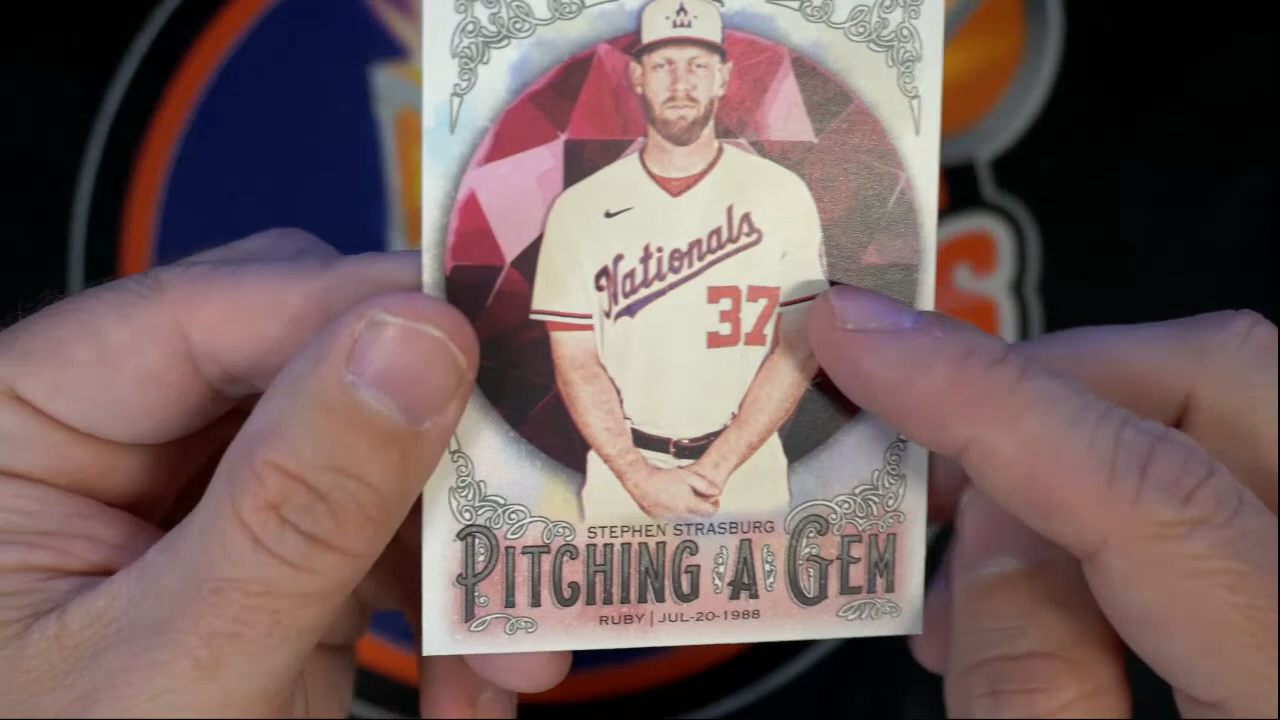 Nationals
37
STEPHEN STRASBURG
PITCHING A GEM
RUBY | JUL-20-1988